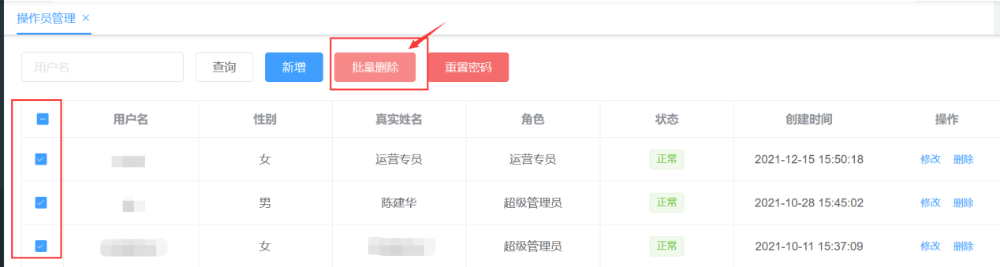 操作员管理 ×
用户名 查询 新增 批量删除 重置密码
用户名 性别 真实姓名 角色 状态 创建时间 操作
女 运营专员 运营专员 正常 2021-12-15 15:50:18 修改 删除
男 陈建华 超级管理员 正常 2021-10-28 15:45:02 修改 删除
女 超级管理员 正常 2021-10-11 15:37:09 修改 删除